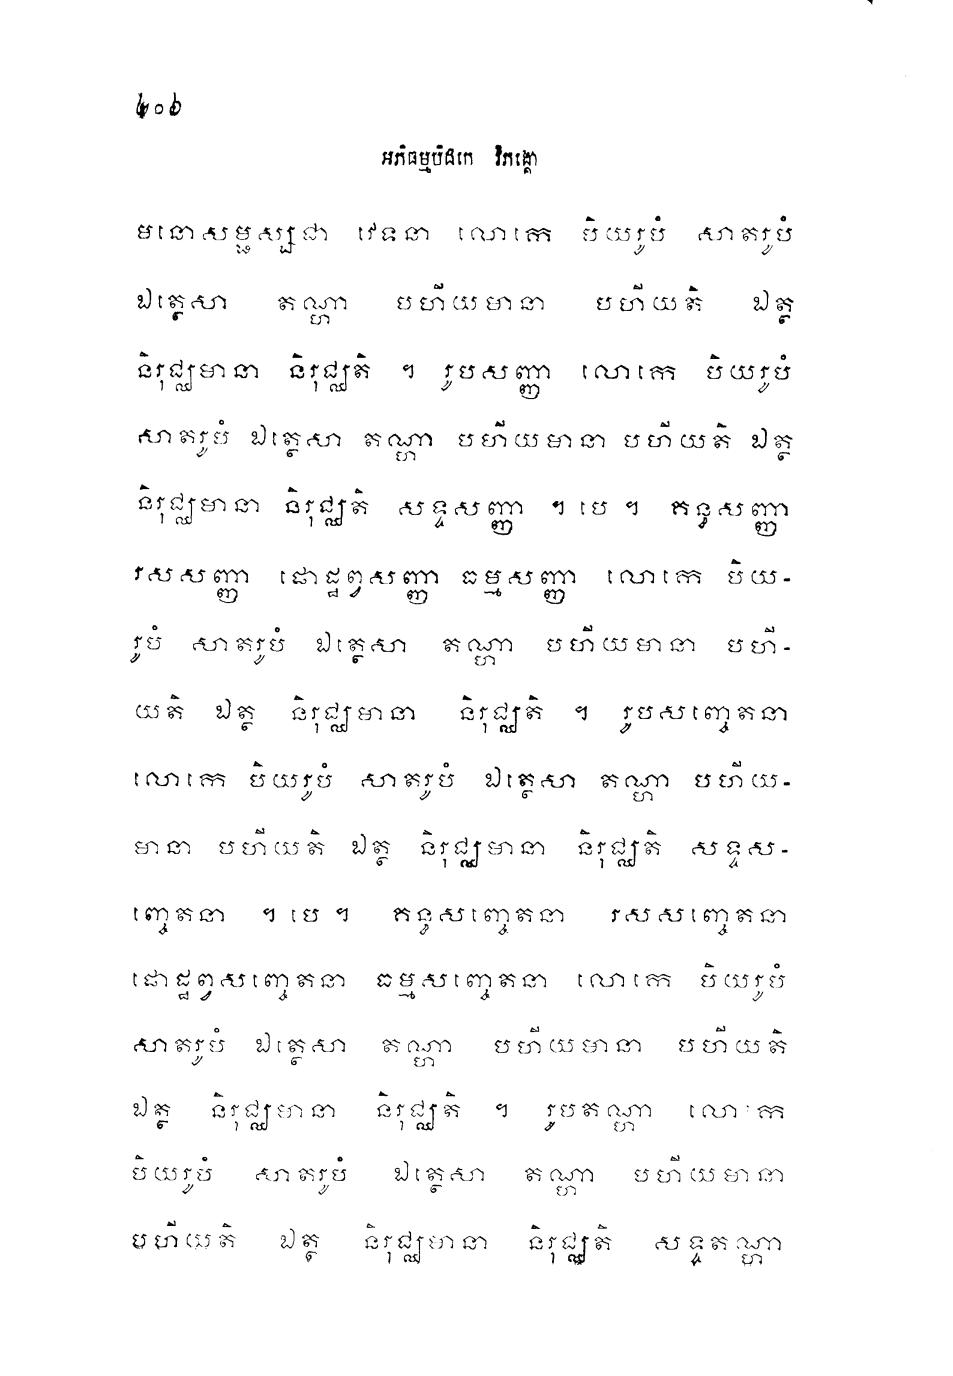 ៤០៦
អភិធម្មបិដកេ វិភង្គោ
មនោសម្ផស្សជា វេទនា លោកេ បិយរូបំ សាតរូបំ
ឯត្ថេសា តណ្ហា បហីយមានា បហីយតិ ឯត្ថ
និរុជ្ឈមានា និរុជ្ឈតិ ។ រូបសញ្ញា លោកេ បិយរូបំ
សាតរូបំ ឯត្ថេសា តណ្ហា បហីយមានា បហីយតិ ឯត្ថ
និរុជ្ឈមានា និរុជ្ឈតិ សទ្ទសញ្ញា ។ បេ ។ គន្ធសញ្ញា
រសសញ្ញា ផោដ្ឋព្វសញ្ញា ធម្មសញ្ញា លោកេ បិយ-
រូបំ សាតរូបំ ឯត្ថេសា តណ្ហា បហីយមានា បហី-
យតិ ឯត្ថ និរុជ្ឈមានា និរុជ្ឈតិ ។ រូបសញ្ចេតនា
លោកេ បិយរូបំ សាតរូបំ ឯត្ថេសា តណ្ហា បហីយ-
មានា បហីយតិ ឯត្ថ និរុជ្ឈមានា និរុជ្ឈតិ សទ្ទស-
ញ្ចេតនា ។ បេ ។ គន្ធសញ្ចេតនា រសសញ្ចេតនា
ផោដ្ឋព្វសញ្ចេតនា ធម្មសញ្ចេតនា លោកេ បិយរូបំ
សាតរូបំ ឯត្ថេសា តណ្ហា បហីយមានា បហីយតិ
ឯត្ថ និរុជ្ឈមានា និរុជ្ឈតិ ។ រូបតណ្ហា លោកេ
បិយរូបំ សាតរូបំ ឯត្ថេសា តណ្ហា បហីយមានា
បហីយតិ ឯត្ថ និរុជ្ឈមានា និរុជ្ឈតិ សទ្ទតណ្ហា